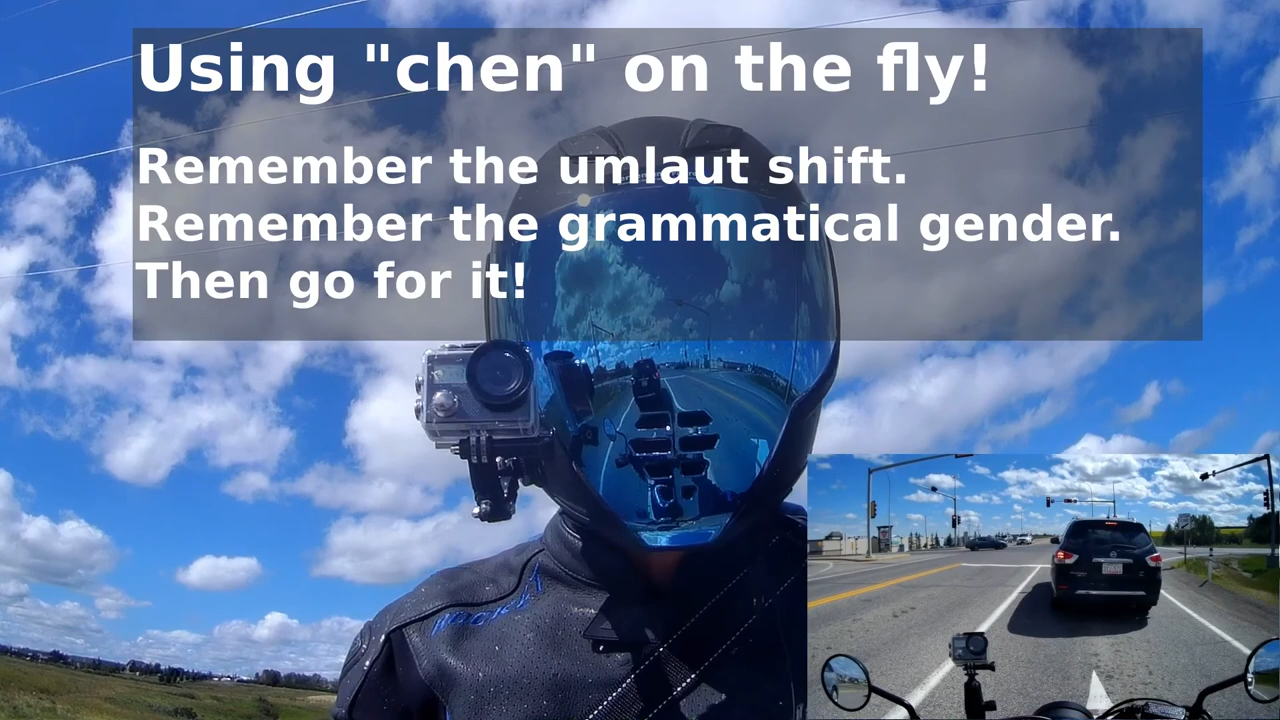 Using "chen" on the fly!
Remember the umlaut shift.
Remember the grammatical gender.
Then go for it!